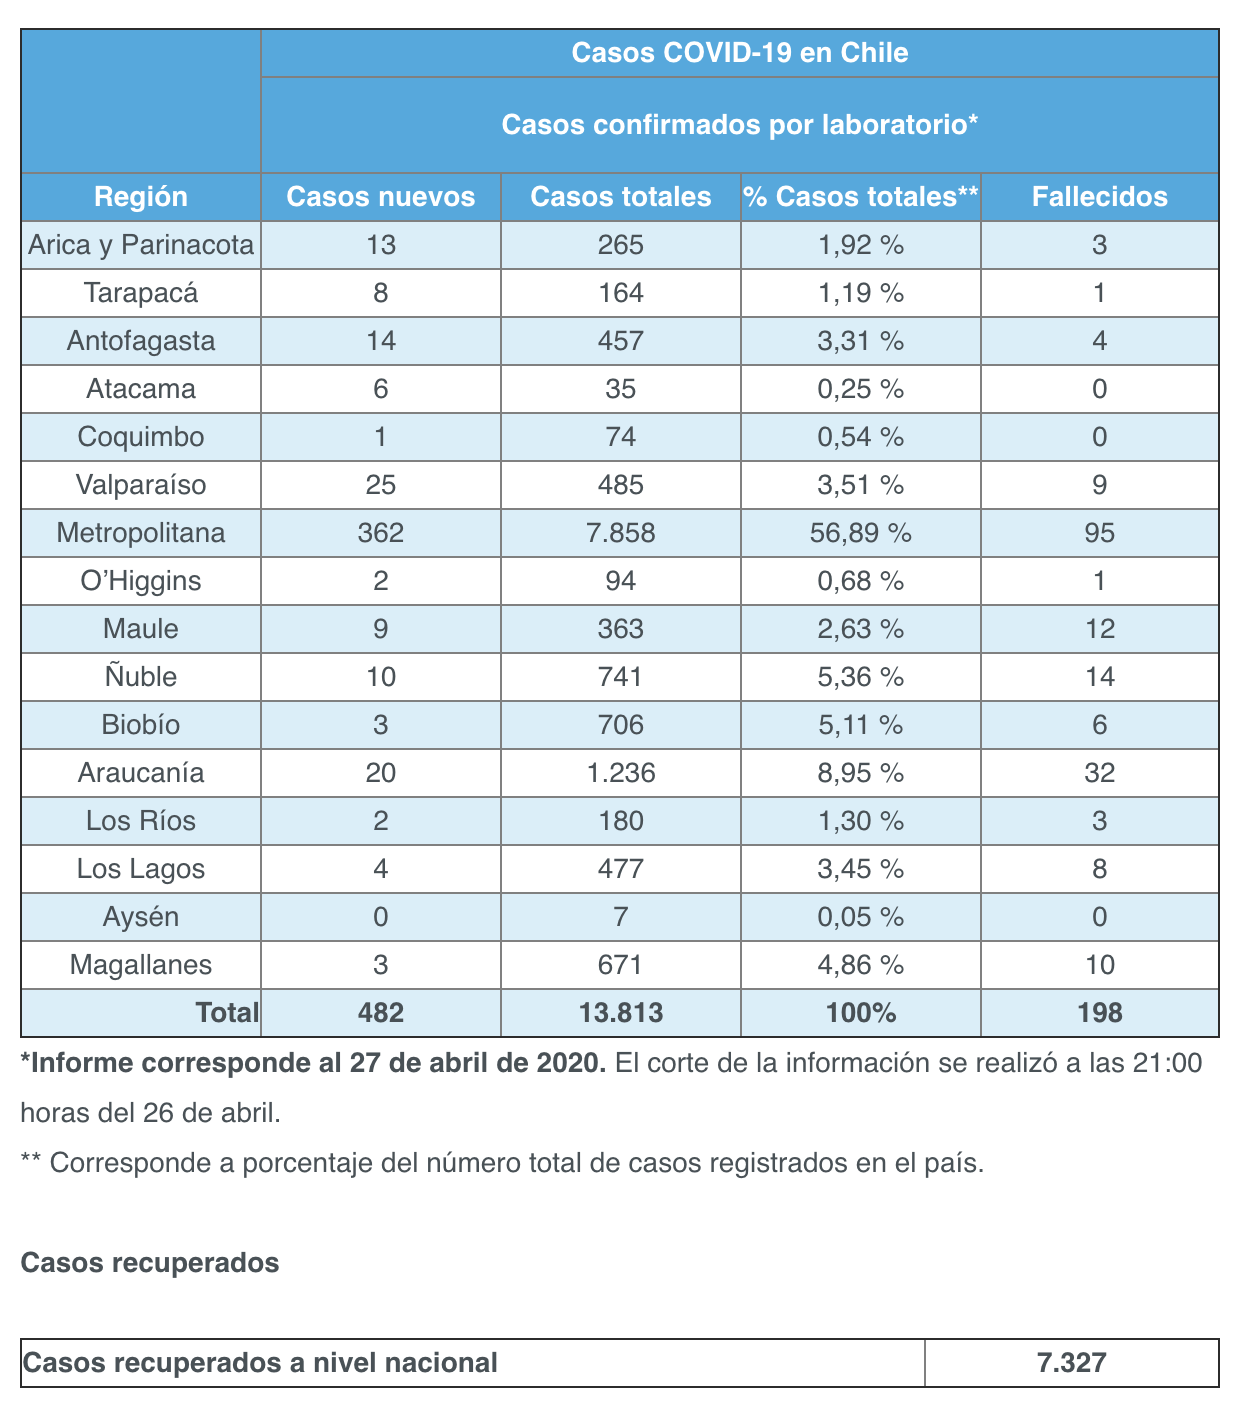 Casos COVID-19 en Chile
Casos confirmados por laboratorio*
Región Casos nuevos Casos totales % Casos totales** Fallecidos
Arica y Parinacota 13 265 1,92 % 3
Tarapacá 8 164 1,19 % 1
Antofagasta 14 457 3,31 % 4
Atacama 6 35 0,25 % 0
Coquimbo 1 74 0,54 % 0
Valparaíso 25 485 3,51 % 9
Metropolitana 362 7.858 56,89 % 95
O’Higgins 2 94 0,68 % 1
Maule 9 363 2,63 % 12
Ñuble 10 741 5,36 % 14
Biobío 3 706 5,11 % 6
Araucanía 20 1.236 8,95 % 32
Los Ríos 2 180 1,30 % 3
Los Lagos 4 477 3,45 % 8
Aysén 0 7 0,05 % 0
Magallanes 3 671 4,86 % 10
Total 482 13.813 100% 198
*Informe corresponde al 27 de abril de 2020. El corte de la información se realizó a las 21:00
horas del 26 de abril.
** Corresponde a porcentaje del número total de casos registrados en el país.
Casos recuperados
Casos recuperados a nivel nacional 7.327